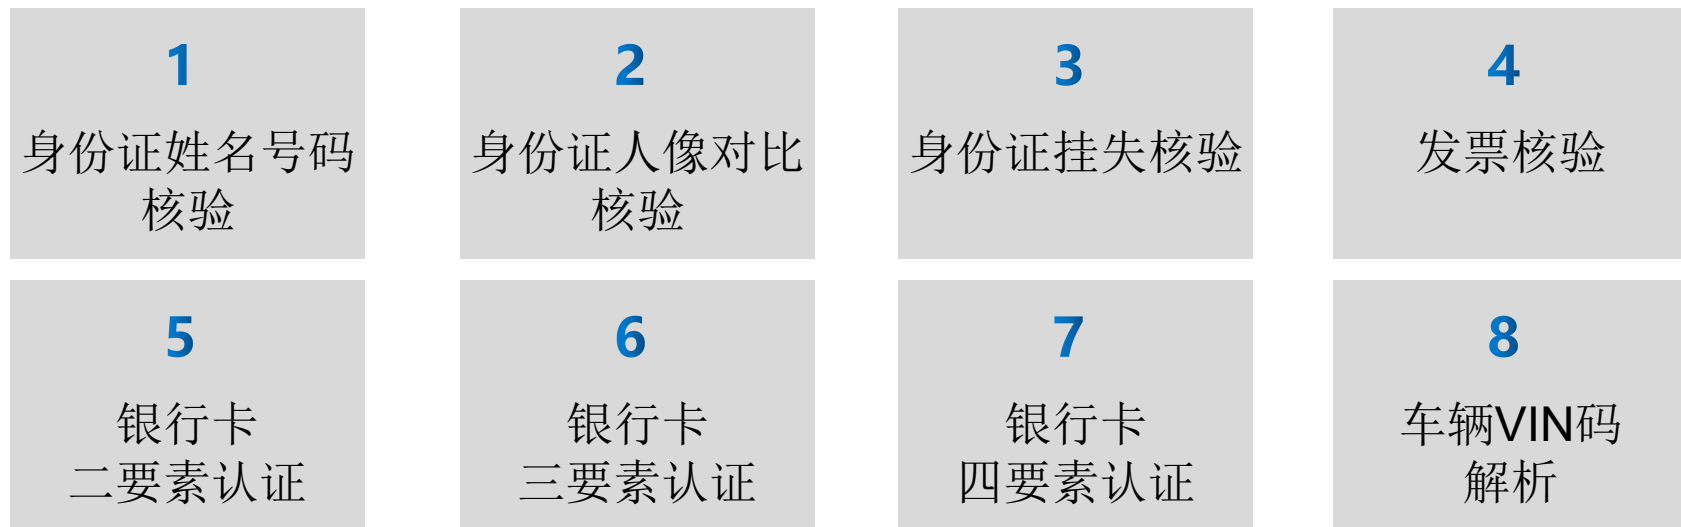 1
身份证姓名号码
核验
2
身份证人像对比
核验
3
身份证挂失核验
4
发票核验
5
银行卡
二要素认证
6
银行卡
三要素认证
7
银行卡
四要素认证
8
车辆VIN码
解析